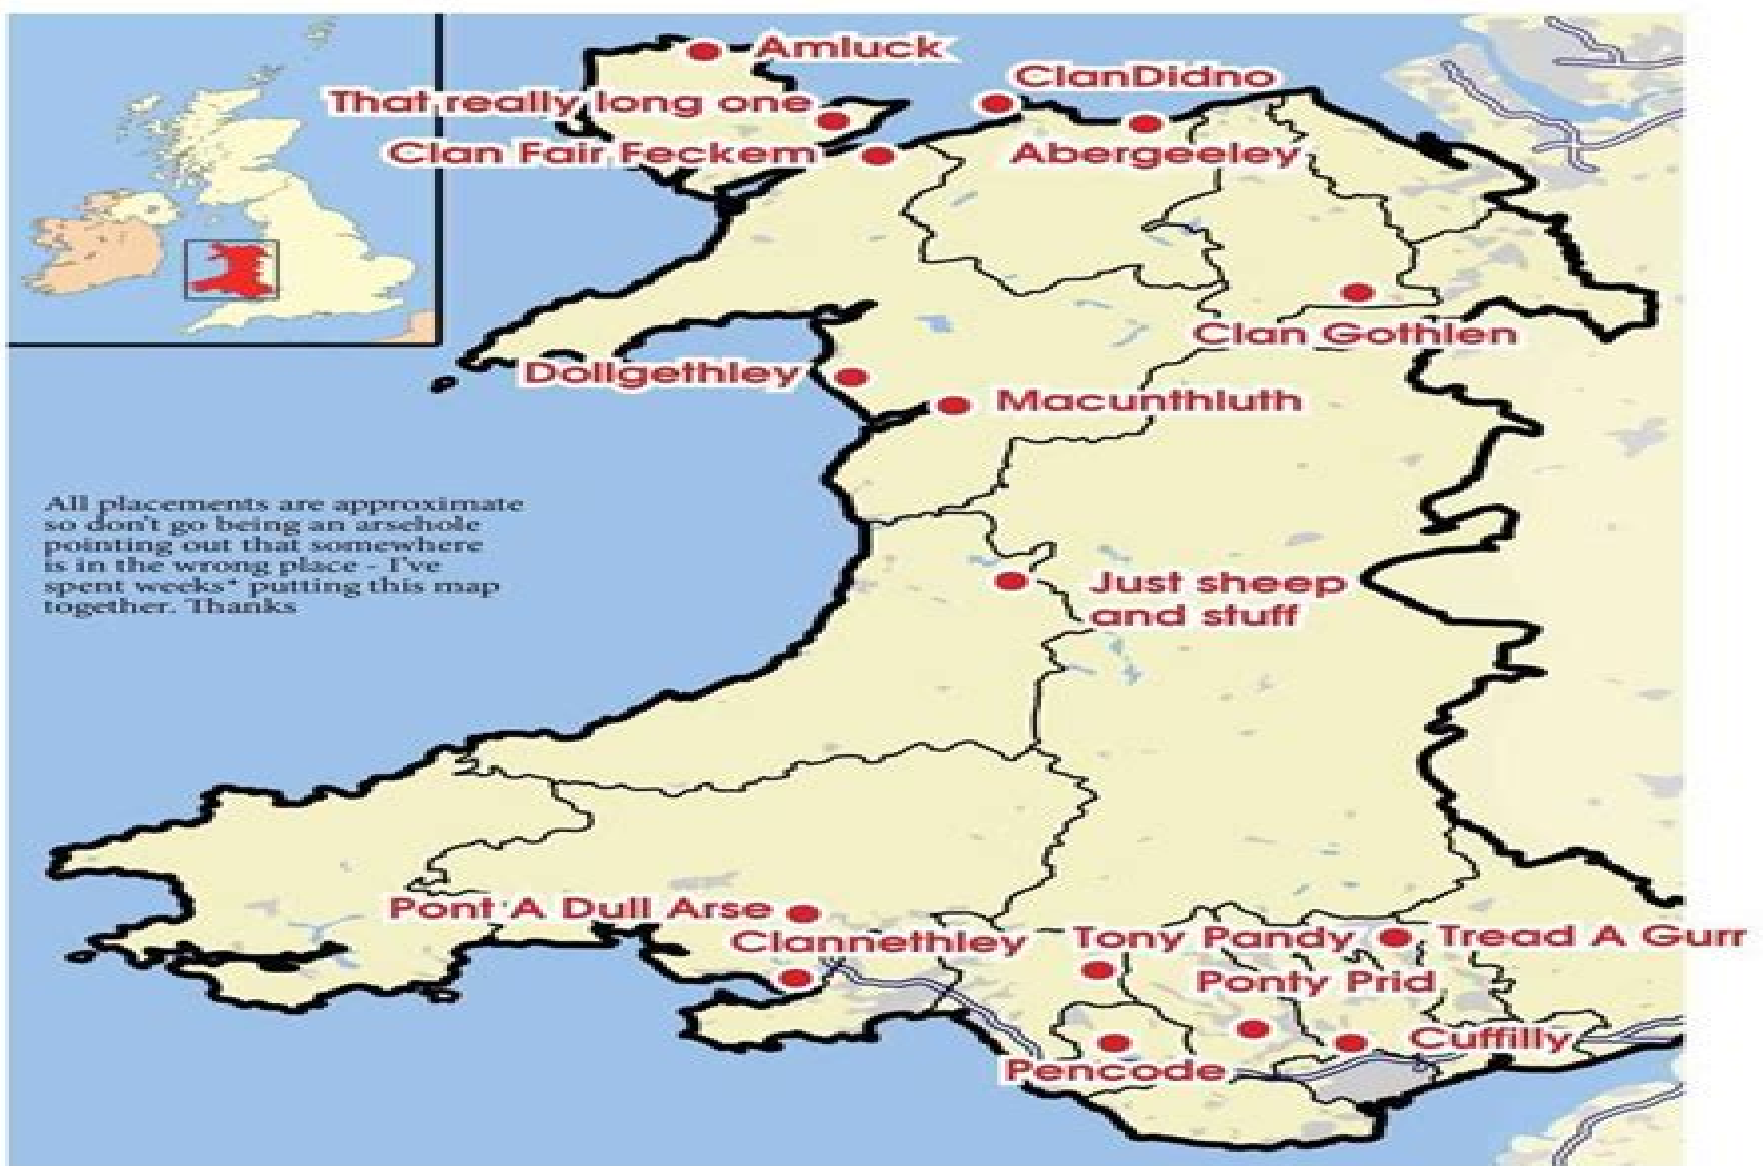 Amluck
ClanDidno
That really long one
Clan Fair Feckem
Abergeeley
Clan Gothlen
Dollgethley
Macunthluth
All placements are approximate
so don't go being an arsehole
pointing out that somewhere
is in the wrong place - I've
spent weeks* putting this map
together. Thanks
Just sheep
and stuff
Pont A Dull Arse
Clannethley
Tony Pandy
Tread A Gurr
Ponty Prid
Cuffilly
Pencode